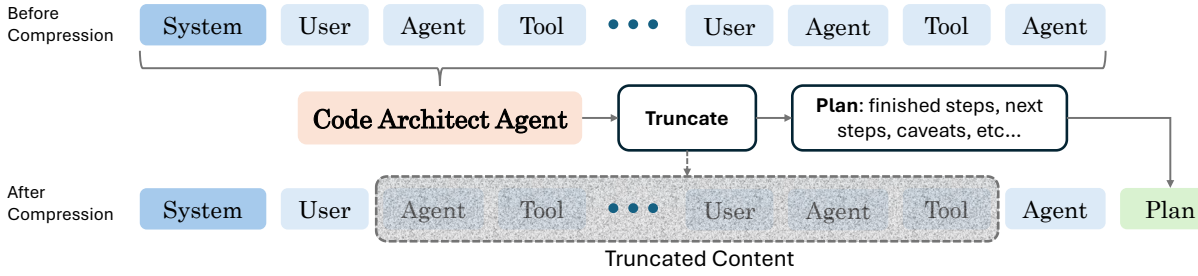 Before
Compression
System User Agent Tool ••• User Agent Tool Agent
Code Architect Agent
Truncate
Plan: finished steps, next
steps, caveats, etc...
After
Compression
System User Agent Tool ••• User Agent Tool Agent Plan
Truncated Content